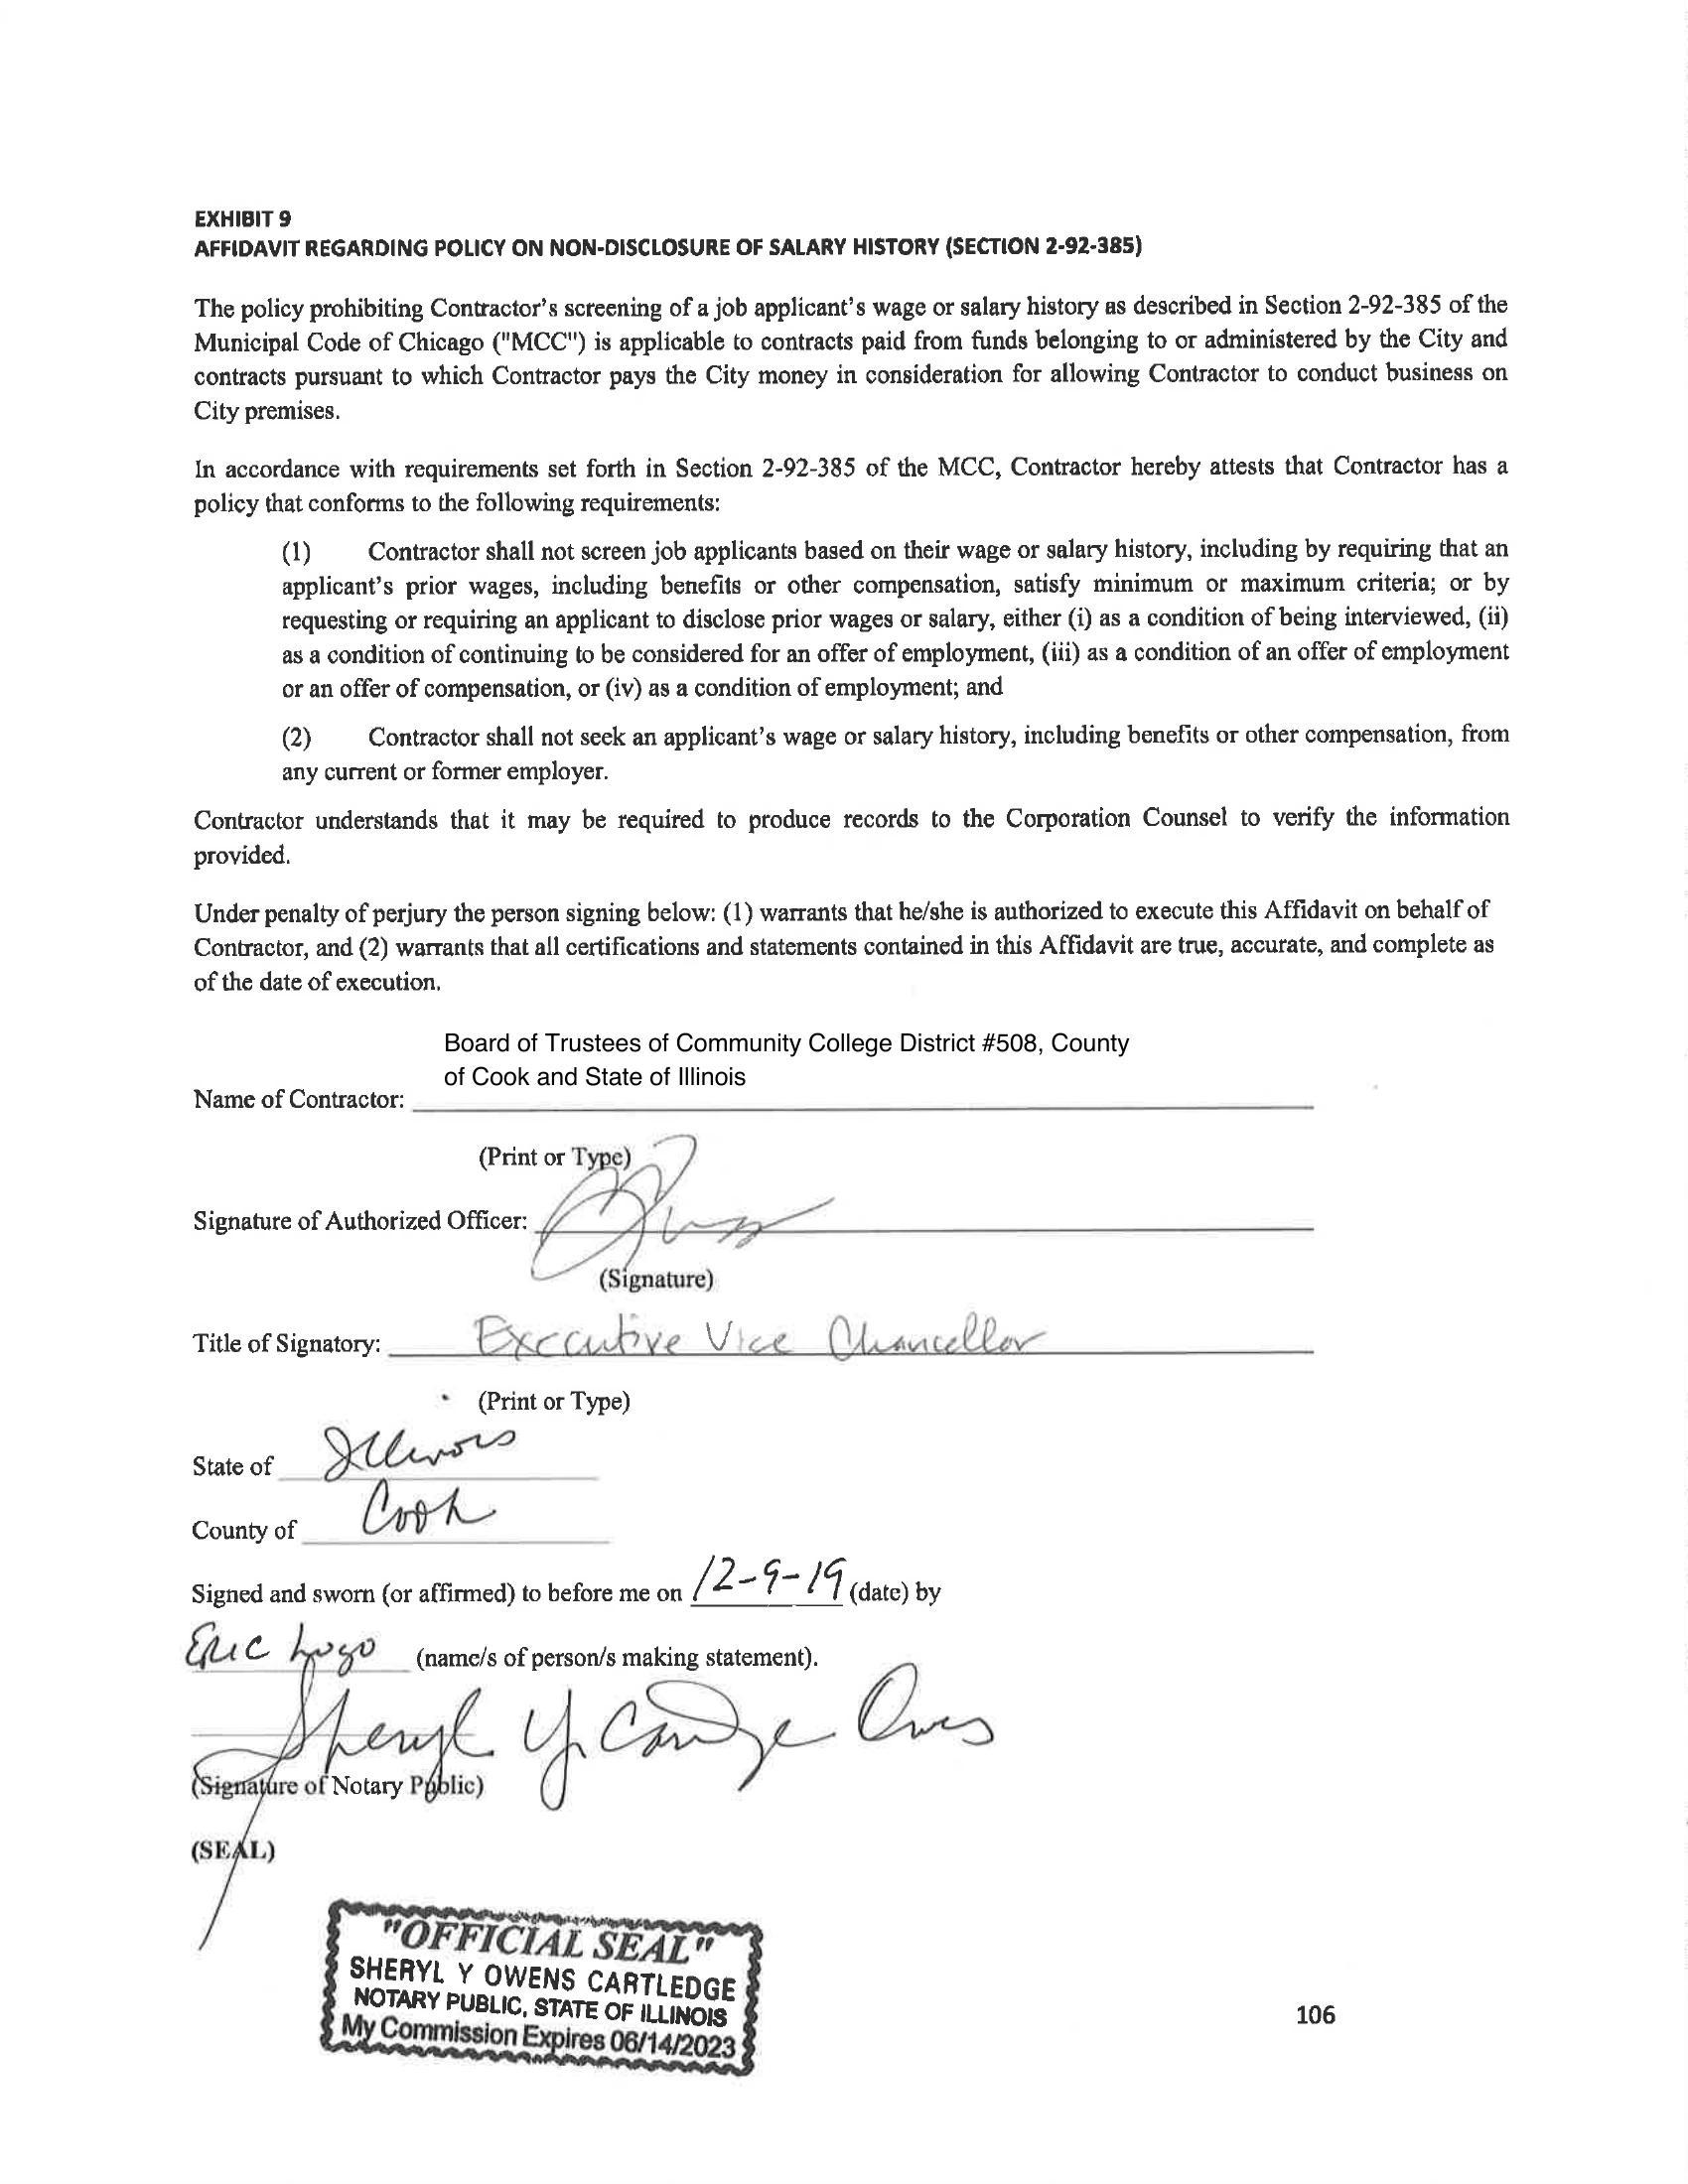 EXHIBIT 9
AFFIDAVIT REGARDING POLICY ON NON-DISCLOSURE OF SALARY HISTORY (SECTION 2-92-385)
The policy prohibiting Contractor's screening of a job applicant's wage or salary history as described in Section 2-92-385 of the
Municipal Code of Chicago ("MCC") is applicable to contracts paid from funds belonging to or administered by the City and
contracts pursuant to which Contractor pays the City money in consideration for allowing Contractor to conduct business on
City premises.
In accordance with requirements set forth in Section 2-92-385 of the MCC, Contractor hereby attests that Contractor has a
policy that conforms to the following requirements:
(1) Contractor shall not screen job applicants based on their wage or salary history, including by requiring that an
applicant's prior wages, including benefits or other compensation, satisfy minimum or maximum criteria; or by
requesting or requiring an applicant to disclose prior wages or salary, either (i) as a condition of being interviewed, (ii)
as a condition of continuing to be considered for an offer of employment, (iii) as a condition of an offer of employment
or an offer of compensation, or (iv) as a condition of employment; and
(2) Contractor shall not seek an applicant's wage or salary history, including benefits or other compensation, from
any current or former employer.
Contractor understands that it may be required to produce records to the Corporation Counsel to verify the information
provided.
Under penalty of perjury the person signing below: (1) warrants that he/she is authorized to execute this Affidavit on behalf of
Contractor, and (2) warrants that all certifications and statements contained in this Affidavit are true, accurate, and complete as
of the date of execution.
Board of Trustees of Community College District #508, County
of Cook and State of Illinois
Name of Contractor:
(Print or Type)
Signature of Authorized Officer:
(Signature)
Title of Signatory: Executive Vice Chancellor
(Print or Type)
State of Illinois
County of Cook
Signed and sworn (or affirmed) to before me on 12-9-19 (date) by
Eric Lugo (name/s of person/s making statement).
Sheryl Y. Owens
(Signature of Notary Public)
(SEAL)
"OFFICIAL SEAL"
SHERYL Y OWENS CARTLEDGE
NOTARY PUBLIC, STATE OF ILLINOIS
My Commission Expires 06/14/2023
106